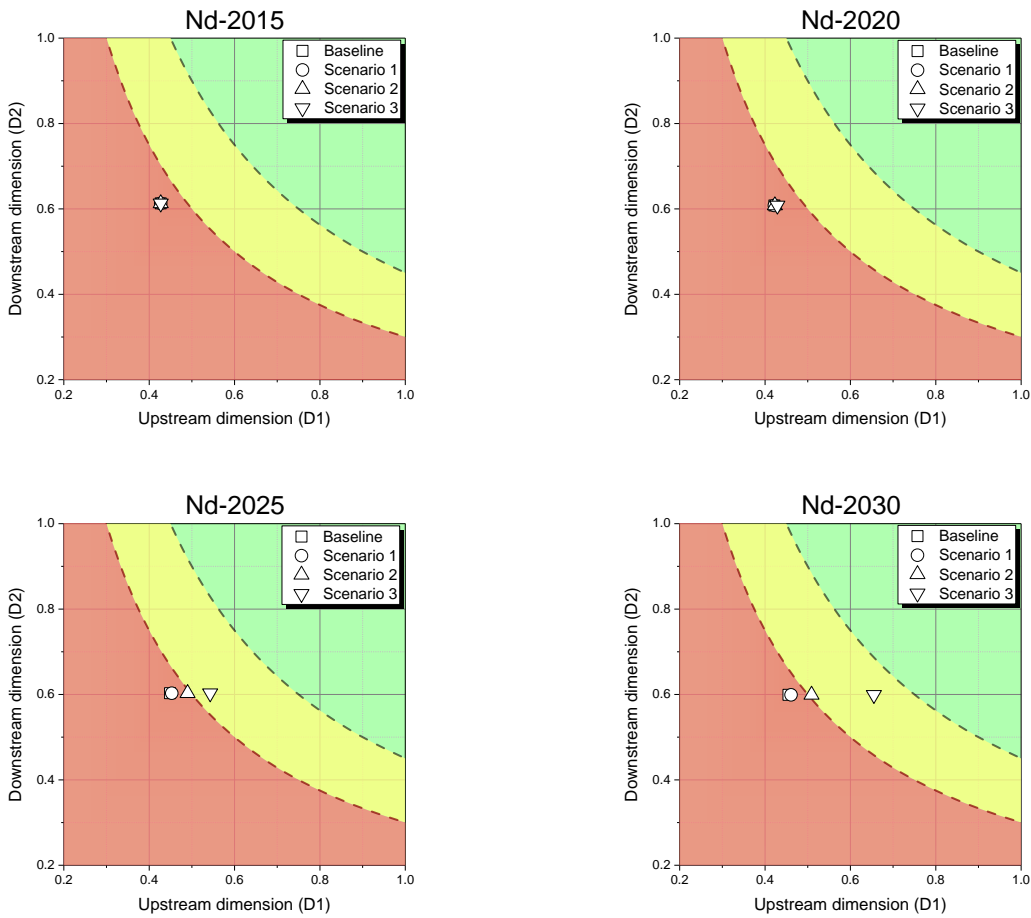 Nd-2015
1.0
0.8
0.6
0.4
0.2
0.2 0.4 0.6 0.8 1.0
Downstream dimension (D2)
Upstream dimension (D1)
Baseline
Scenario 1
Scenario 2
Scenario 3
Nd-2020
1.0
0.8
0.6
0.4
0.2
0.2 0.4 0.6 0.8 1.0
Downstream dimension (D2)
Upstream dimension (D1)
Baseline
Scenario 1
Scenario 2
Scenario 3
Nd-2025
1.0
0.8
0.6
0.4
0.2
0.2 0.4 0.6 0.8 1.0
Downstream dimension (D2)
Upstream dimension (D1)
Baseline
Scenario 1
Scenario 2
Scenario 3
Nd-2030
1.0
0.8
0.6
0.4
0.2
0.2 0.4 0.6 0.8 1.0
Downstream dimension (D2)
Upstream dimension (D1)
Baseline
Scenario 1
Scenario 2
Scenario 3